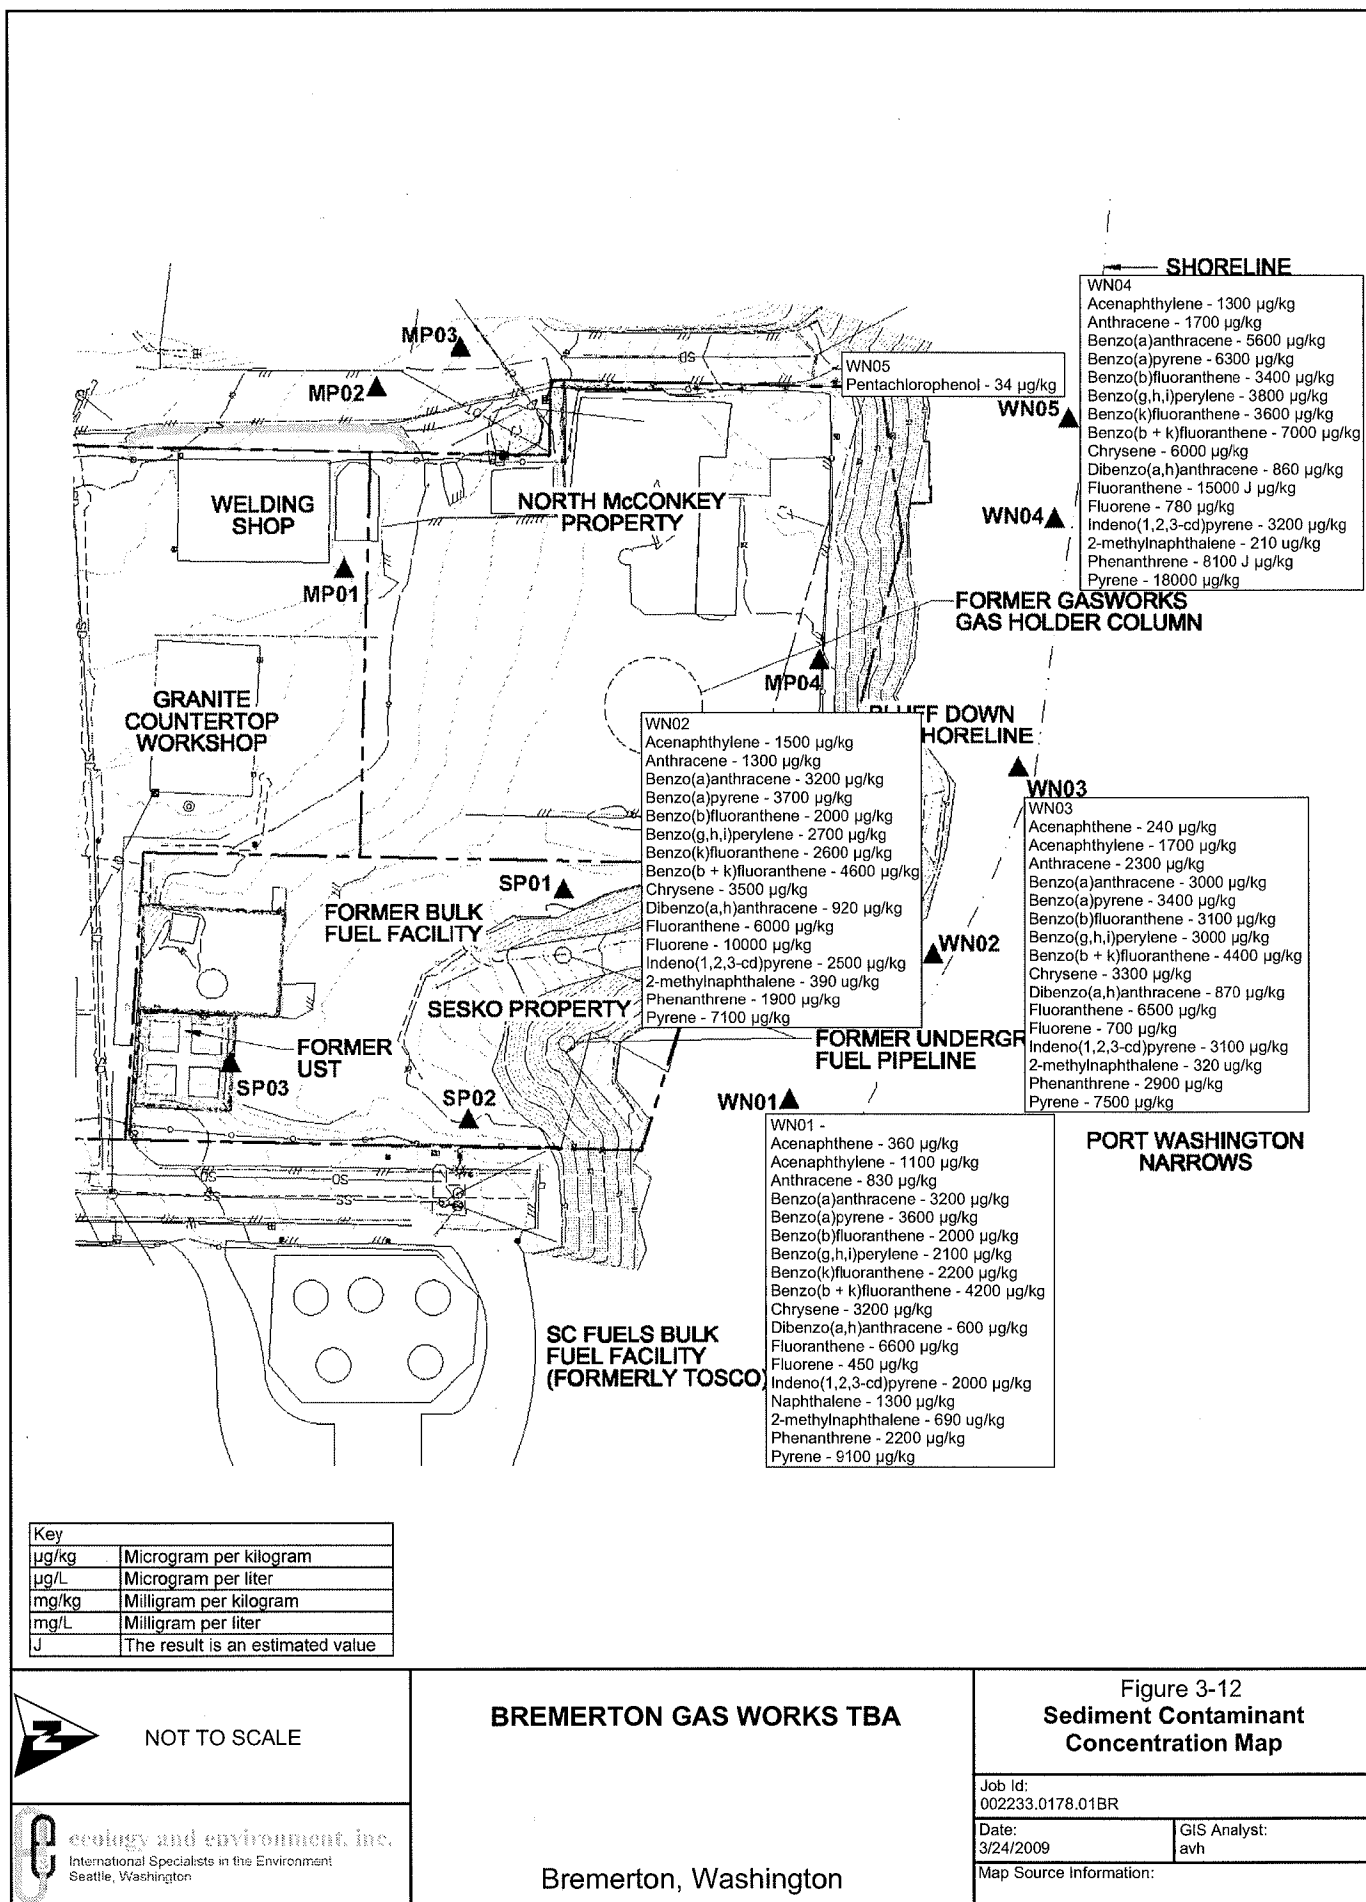 SHORELINE
WN04
Acenaphthylene - 1300 µg/kg
Anthracene - 1700 µg/kg
Benzo(a)anthracene - 5600 µg/kg
Benzo(a)pyrene - 6300 µg/kg
Benzo(b)fluoranthene - 3400 µg/kg
Benzo(g,h,i)perylene - 3800 µg/kg
Benzo(k)fluoranthene - 3600 µg/kg
Benzo(b + k)fluoranthene - 7000 µg/kg
Chrysene - 6000 µg/kg
Dibenzo(a,h)anthracene - 860 µg/kg
Fluoranthene - 15000 J µg/kg
Fluorene - 780 µg/kg
Indeno(1,2,3-cd)pyrene - 3200 µg/kg
2-methylnaphthalene - 210 ug/kg
Phenanthrene - 8100 J µg/kg
Pyrene - 18000 µg/kg
MP03
MP02
SD
WN05
Pentachlorophenol - 34 µg/kg
WN05
WELDING
SHOP
NORTH McCONKEY
PROPERTY
WN04
MP01
FORMER GASWORKS
GAS HOLDER COLUMN
MP04
GRANITE
COUNTERTOP
WORKSHOP
BLUFF DOWN
HORELINE
WN02
Acenaphthylene - 1500 µg/kg
Anthracene - 1300 µg/kg
Benzo(a)anthracene - 3200 µg/kg
Benzo(a)pyrene - 3700 µg/kg
Benzo(b)fluoranthene - 2000 µg/kg
Benzo(g,h,i)perylene - 2700 µg/kg
Benzo(k)fluoranthene - 2600 µg/kg
Benzo(b + k)fluoranthene - 4600 µg/kg
Chrysene - 3500 µg/kg
Dibenzo(a,h)anthracene - 920 µg/kg
Fluoranthene - 6000 µg/kg
Fluorene - 10000 µg/kg
Indeno(1,2,3-cd)pyrene - 2500 µg/kg
2-methylnaphthalene - 390 ug/kg
Phenanthrene - 1900 µg/kg
Pyrene - 7100 µg/kg
WN03
WN03
Acenaphthene - 240 µg/kg
Acenaphthylene - 1700 µg/kg
Anthracene - 2300 µg/kg
Benzo(a)anthracene - 3000 µg/kg
Benzo(a)pyrene - 3400 µg/kg
Benzo(b)fluoranthene - 3100 µg/kg
Benzo(g,h,i)perylene - 3000 µg/kg
Benzo(b + k)fluoranthene - 4400 µg/kg
Chrysene - 3300 µg/kg
Dibenzo(a,h)anthracene - 870 µg/kg
Fluoranthene - 6500 µg/kg
Fluorene - 700 µg/kg
Indeno(1,2,3-cd)pyrene - 3100 µg/kg
2-methylnaphthalene - 320 ug/kg
Phenanthrene - 2900 µg/kg
Pyrene - 7500 µg/kg
SP01
FORMER BULK
FUEL FACILITY
WN02
SESKO PROPERTY
FORMER
UST
FORMER UNDERGR
FUEL PIPELINE
SP03
SP02
WN01
WN01 -
Acenaphthene - 360 µg/kg
Acenaphthylene - 1100 µg/kg
Anthracene - 830 µg/kg
Benzo(a)anthracene - 3200 µg/kg
Benzo(a)pyrene - 3600 µg/kg
Benzo(b)fluoranthene - 2000 µg/kg
Benzo(g,h,i)perylene - 2100 µg/kg
Benzo(k)fluoranthene - 2200 µg/kg
Benzo(b + k)fluoranthene - 4200 µg/kg
Chrysene - 3200 µg/kg
Dibenzo(a,h)anthracene - 600 µg/kg
Fluoranthene - 6600 µg/kg
Fluorene - 450 µg/kg
Indeno(1,2,3-cd)pyrene - 2000 µg/kg
Naphthalene - 1300 µg/kg
2-methylnaphthalene - 690 ug/kg
Phenanthrene - 2200 µg/kg
Pyrene - 9100 µg/kg
PORT WASHINGTON
NARROWS
SD
SS
SS
SC FUELS BULK
FUEL FACILITY
(FORMERLY TOSCO)
Key
µg/kg Microgram per kilogram
µg/L Microgram per liter
mg/kg Milligram per kilogram
mg/L Milligram per liter
J The result is an estimated value
N
NOT TO SCALE
BREMERTON GAS WORKS TBA
Bremerton, Washington
Figure 3-12
Sediment Contaminant
Concentration Map
Job Id:
002233.0178.01BR
Date:
3/24/2009
GIS Analyst:
avh
Map Source Information:
ecology and environment, inc.
International Specialists in the Environment
Seattle, Washington